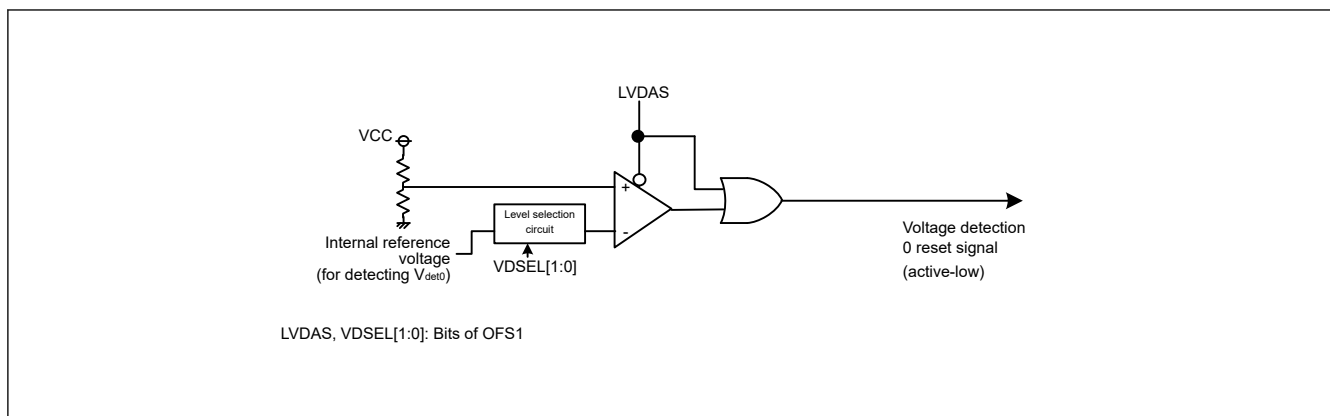 LVDAS
VCC
+
Level selection
circuit
-
Internal reference
voltage
(for detecting Vdet0)
VDSEL[1:0]
Voltage detection
0 reset signal
(active-low)
LVDAS, VDSEL[1:0]: Bits of OFS1